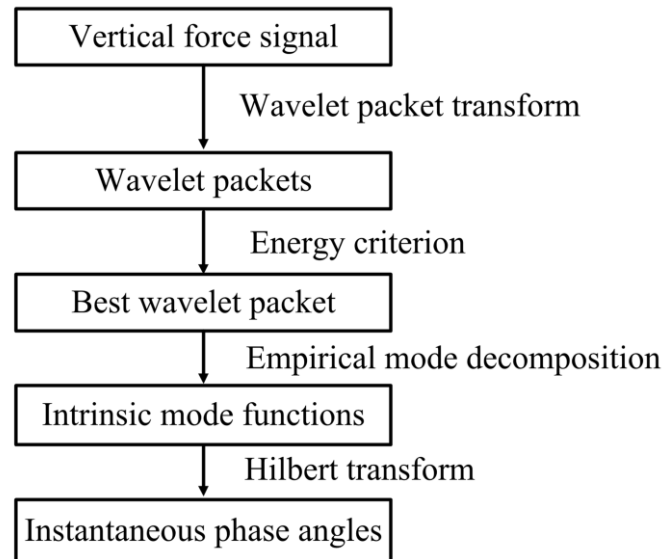 Vertical force signal
Wavelet packet transform
Wavelet packets
Energy criterion
Best wavelet packet
Empirical mode decomposition
Intrinsic mode functions
Hilbert transform
Instantaneous phase angles